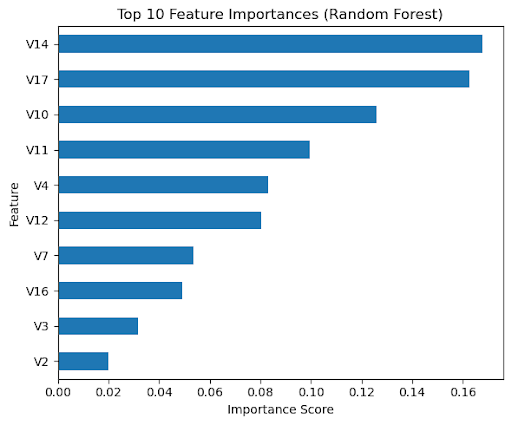 Top 10 Feature Importances (Random Forest)
V14
V17
V10
V11
V4
V12
V7
V16
V3
V2
Feature
0.00 0.02 0.04 0.06 0.08 0.10 0.12 0.14 0.16
Importance Score